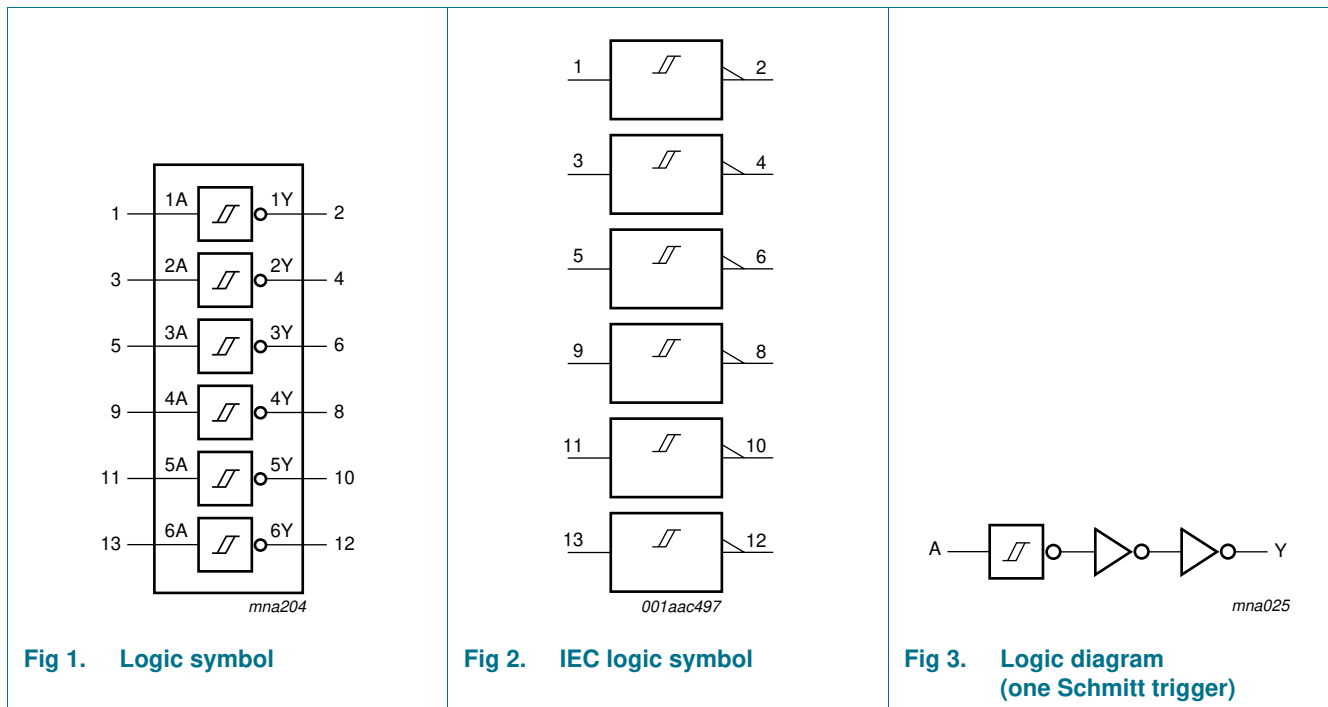 1 1A 1Y 2
3 2A 2Y 4
5 3A 3Y 6
9 4A 4Y 8
11 5A 5Y 10
13 6A 6Y 12
mna204
Fig 1. Logic symbol
1 2
3 4
5 6
9 8
11 10
13 12
001aac497
Fig 2. IEC logic symbol
A Y
mna025
Fig 3. Logic diagram
(one Schmitt trigger)